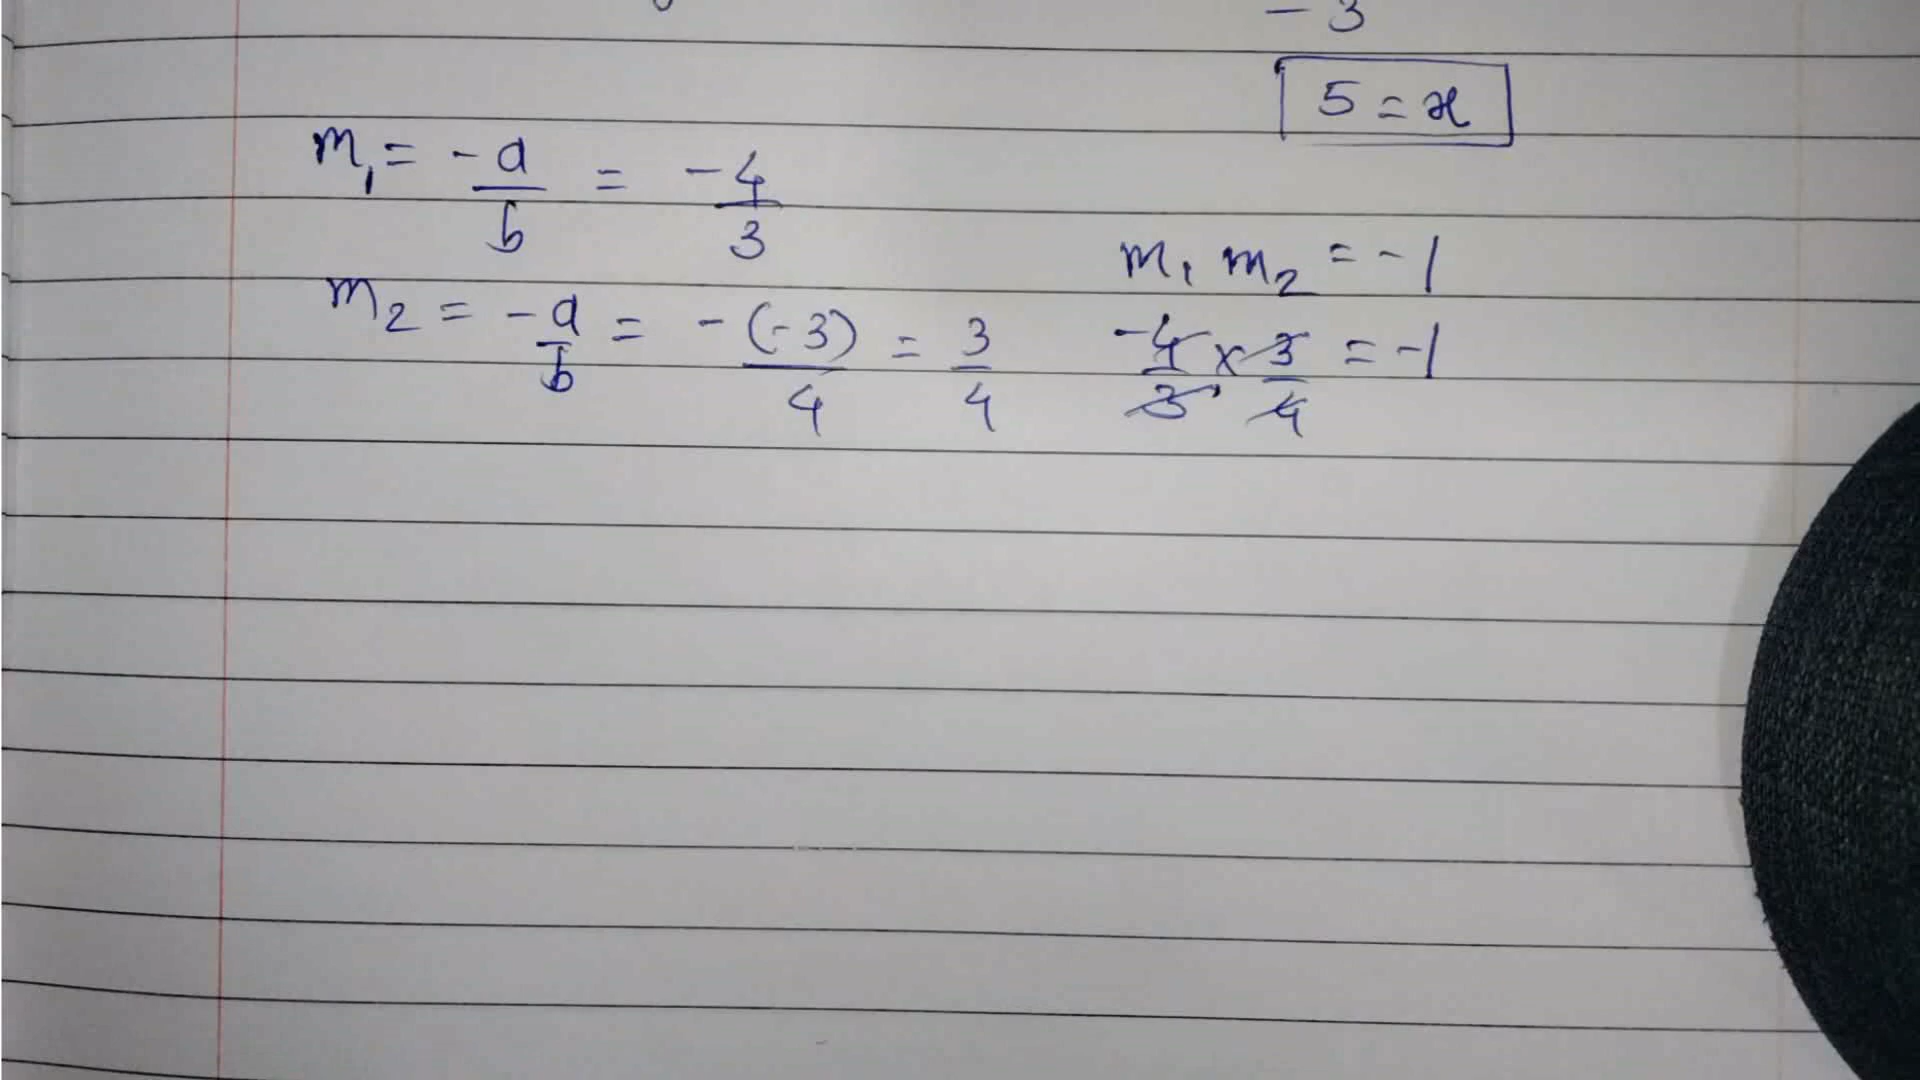 - 3
5 = x
m₁ = -a/b = -4/3
m₁ m₂ = -1
m₂ = -a/b = -(-3)/4 = 3/4
-4/3 × 3/4 = -1